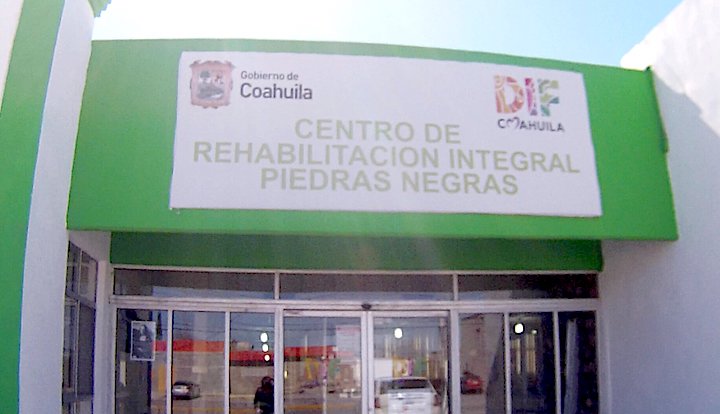 Gobierno de
Coahuila
DIF
COAHUILA
CENTRO DE
REHABILITACION INTEGRAL
PIEDRAS NEGRAS